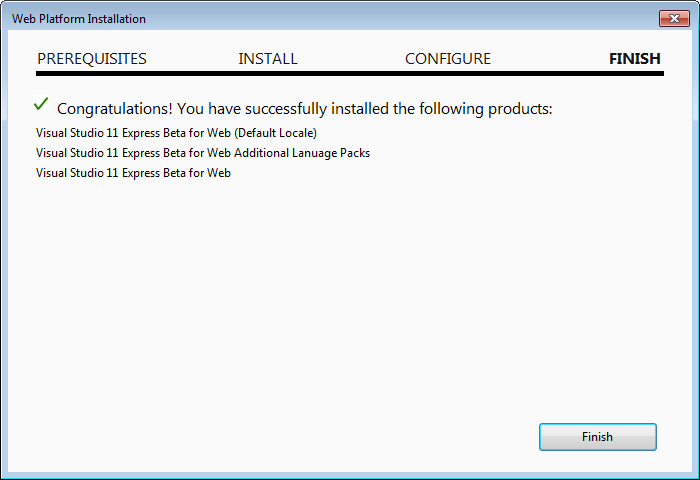 Web Platform Installation
PREREQUISITES INSTALL CONFIGURE FINISH
Congratulations! You have successfully installed the following products:
Visual Studio 11 Express Beta for Web (Default Locale)
Visual Studio 11 Express Beta for Web Additional Lanuage Packs
Visual Studio 11 Express Beta for Web
Finish